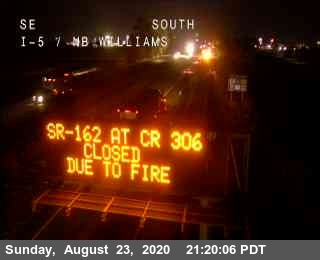 SE SOUTH
I-5 7 NB WILLIAMS
SR-162 AT CR 306
CLOSED
DUE TO FIRE
Sunday, August 23, 2020 21:20:06 PDT